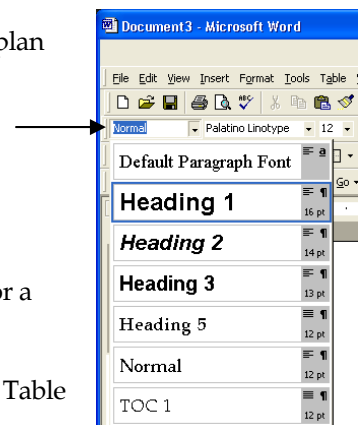 plan
Document3 - Microsoft Word
File Edit View Insert Format Tools Table
Normal Palatino Linotype 12
Default Paragraph Font a
Go
Heading 1
16 pt
Heading 2
14 pt
Heading 3
13 pt
or a
Heading 5
12 pt
Normal
12 pt
Table
TOC 1
12 pt